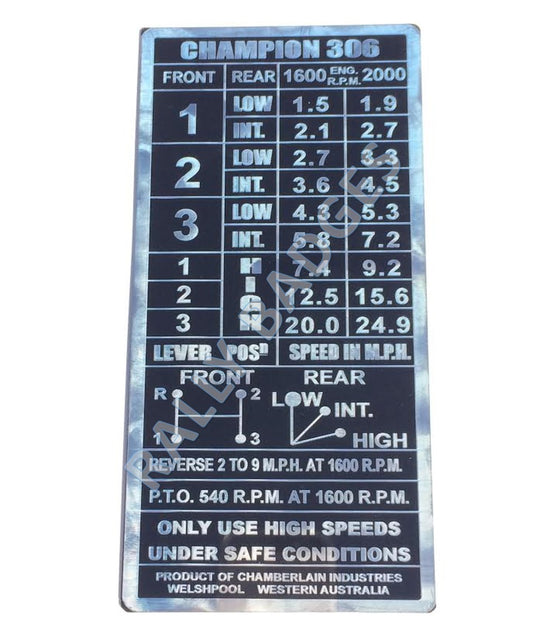 CHAMPION 306
FRONT REAR 1600 ENG. R.P.M. 2000
1 LOW 1.5 1.9
INT. 2.1 2.7
2 LOW 2.7 3.3
INT. 3.6 4.5
3 LOW 4.3 5.3
INT. 5.8 7.2
1 HIGH 7.4 9.2
2 12.5 15.6
3 20.0 24.9
LEVER POSD SPEED IN M.P.H.
FRONT REAR
R 2 LOW INT.
1 3 HIGH
REVERSE 2 TO 9 M.P.H. AT 1600 R.P.M.
P.T.O. 540 R.P.M. AT 1600 R.P.M.
ONLY USE HIGH SPEEDS
UNDER SAFE CONDITIONS
PRODUCT OF CHAMBERLAIN INDUSTRIES
WELSHPOOL WESTERN AUSTRALIA
RALLY BADGES